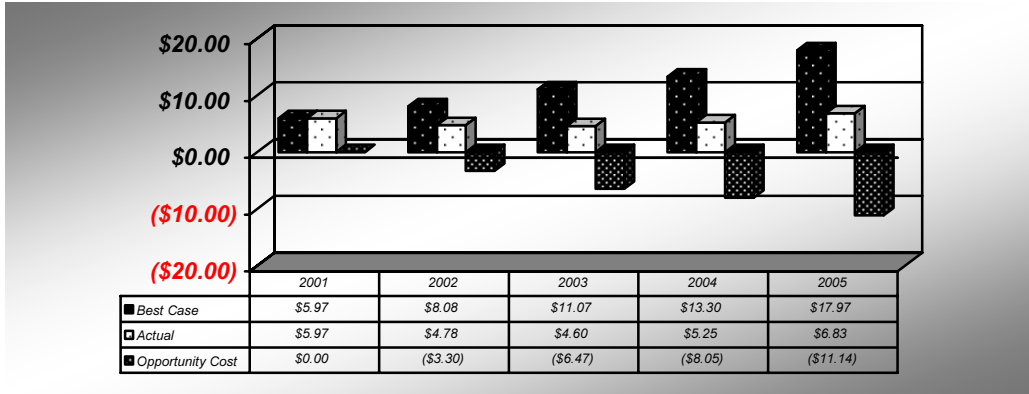 $20.00
$10.00
$0.00
($10.00)
($20.00)
2001 2002 2003 2004 2005
Best Case $5.97 $8.08 $11.07 $13.30 $17.97
Actual $5.97 $4.78 $4.60 $5.25 $6.83
Opportunity Cost $0.00 ($3.30) ($6.47) ($8.05) ($11.14)